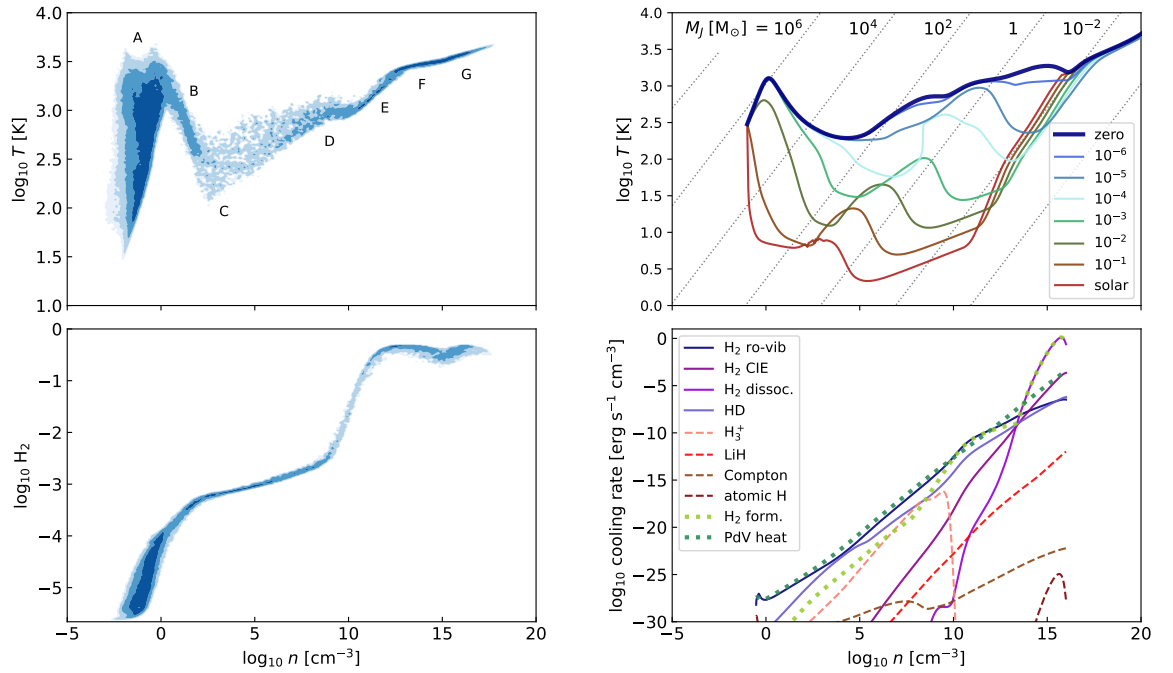 4.0
3.5
3.0
2.5
2.0
1.5
1.0
log₁₀ T [K]
A
B
C
D
E
F
G
4.0
3.5
3.0
2.5
2.0
1.5
1.0
0.5
0.0
log₁₀ T [K]
M_J [M_⊙] = 10⁶ 10⁴ 10² 1 10⁻²
zero
10⁻⁶
10⁻⁵
10⁻⁴
10⁻³
10⁻²
10⁻¹
solar
0
−1
−2
−3
−4
−5
log₁₀ H₂
−5 0 5 10 15 20
log₁₀ n [cm⁻³]
0
−5
−10
−15
−20
−25
−30
log₁₀ cooling rate [erg s⁻¹ cm⁻³]
H₂ ro-vib
H₂ CIE
H₂ dissoc.
HD
H₃⁺
LiH
Compton
atomic H
H₂ form.
PdV heat
−5 0 5 10 15 20
log₁₀ n [cm⁻³]